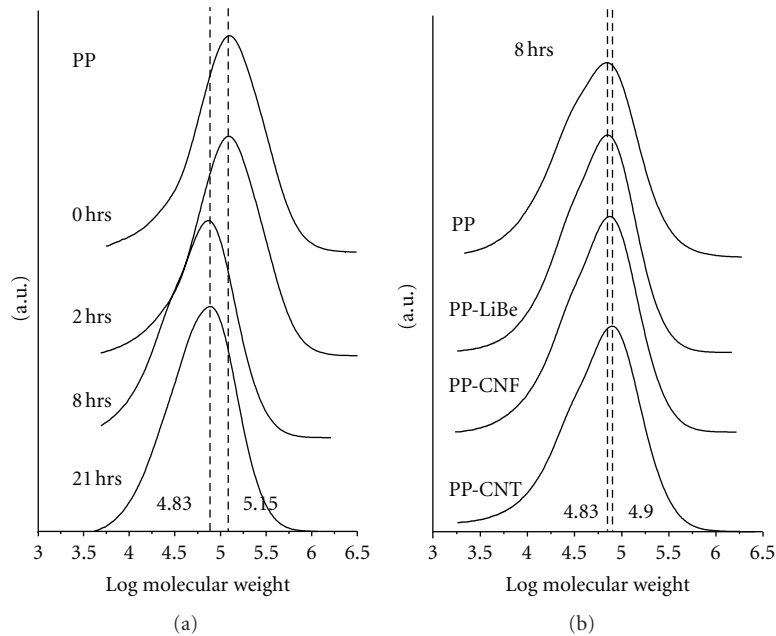 PP
0 hrs
2 hrs
8 hrs
21 hrs
4.83
5.15
(a.u.)
3
3.5
4
4.5
5
5.5
6
6.5
Log molecular weight
(a)
8 hrs
PP
PP-LiBe
PP-CNF
PP-CNT
4.83
4.9
(a.u.)
3
3.5
4
4.5
5
5.5
6
6.5
Log molecular weight
(b)